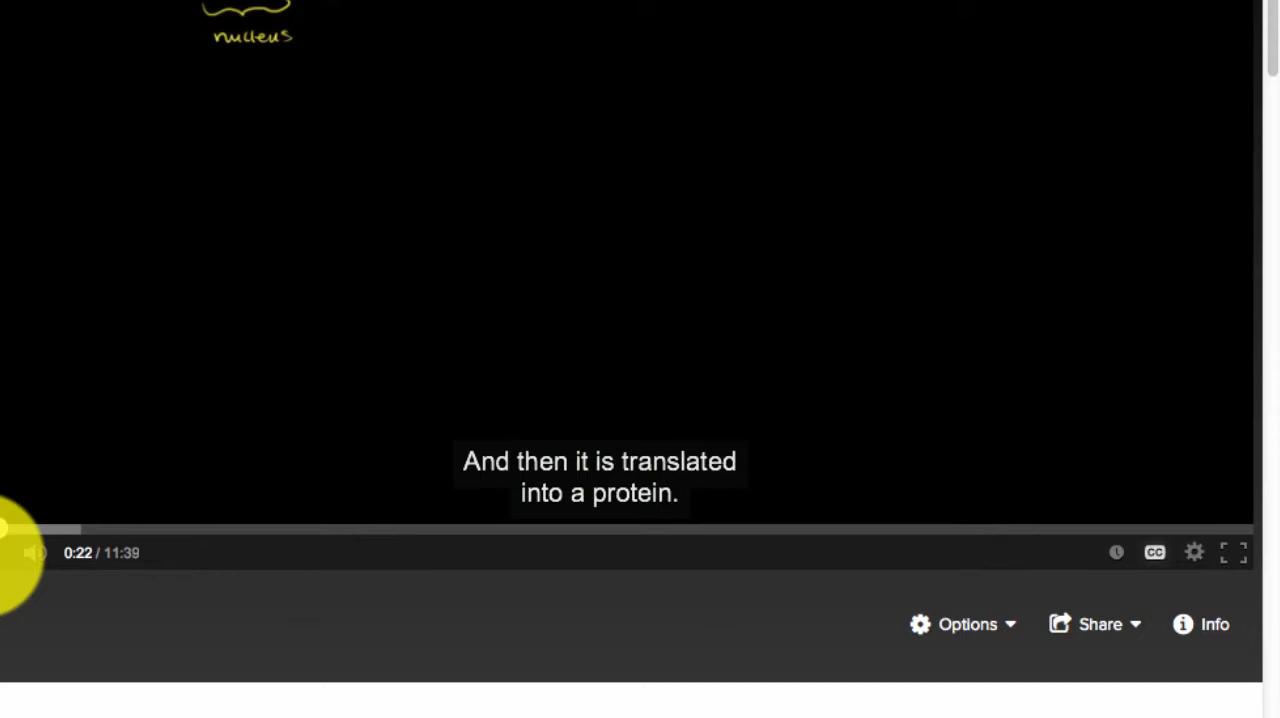 nucleus
And then it is translated
into a protein.
0:22 / 11:39
CC
Options
Share
Info